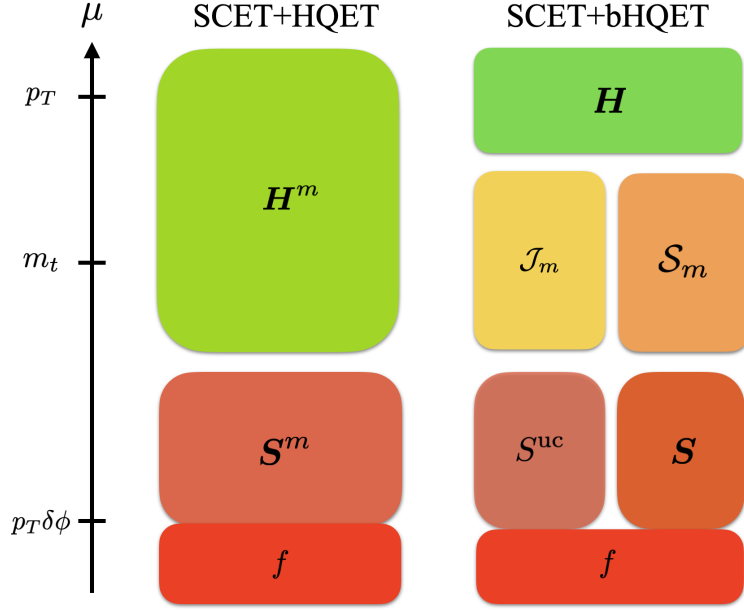 μ SCET+HQET SCET+bHQET
p_T H
H^m
m_t 𝒥_m 𝒮_m
S^m S^uc S
p_T δϕ
f f